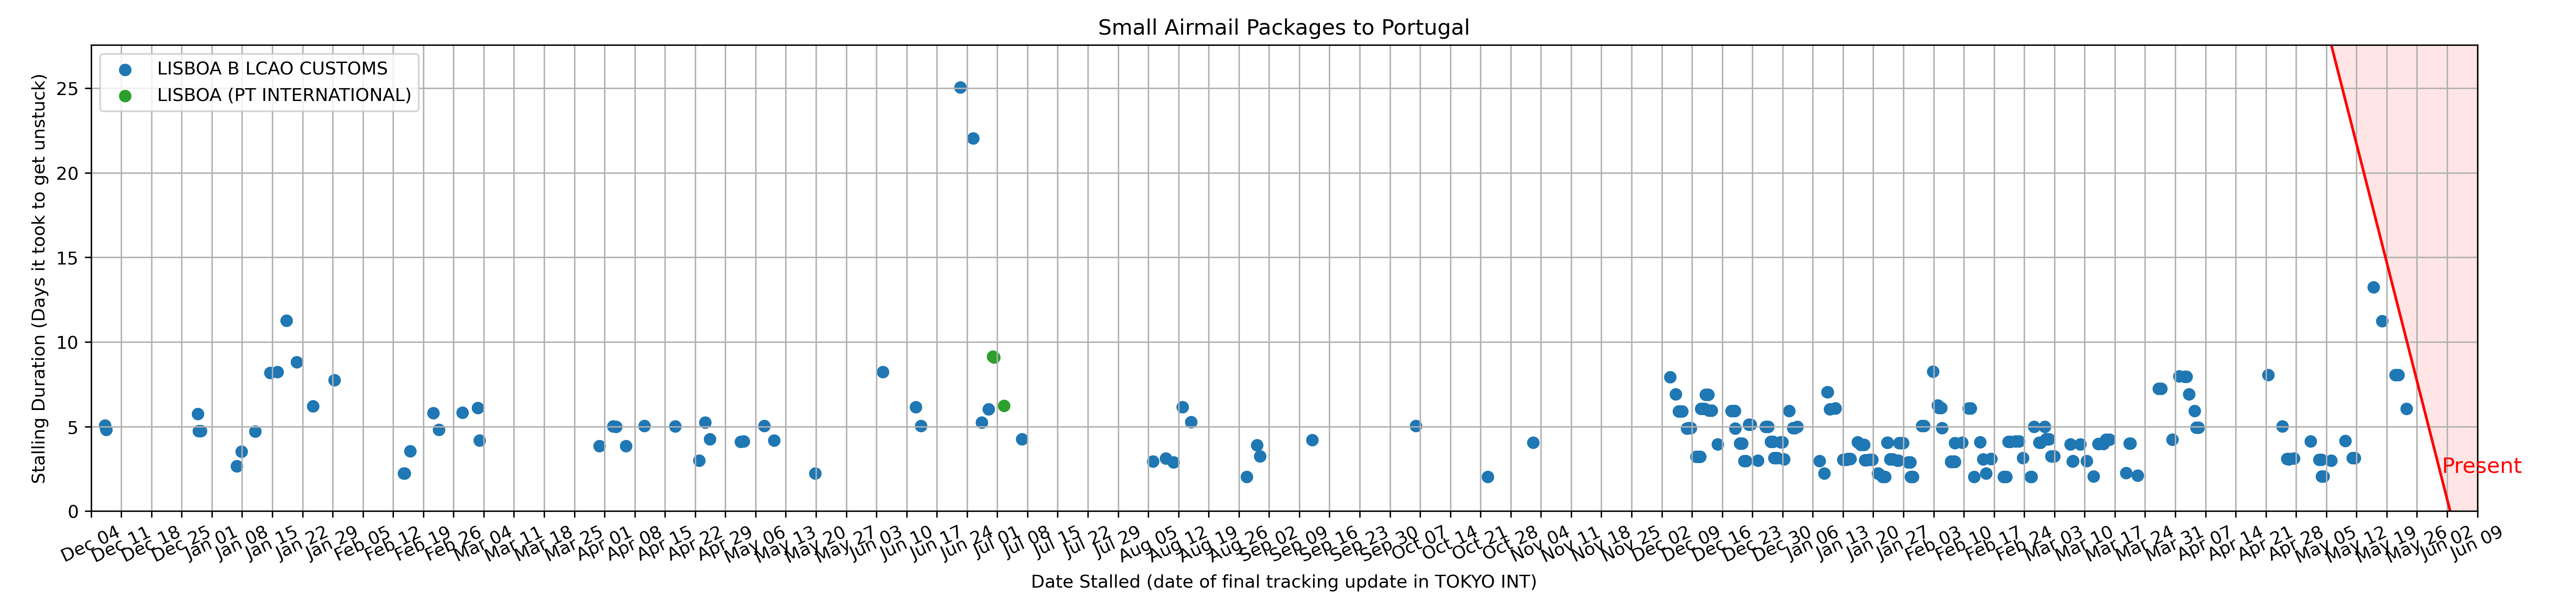 Small Airmail Packages to Portugal
LISBOA B LCAO CUSTOMS
LISBOA (PT INTERNATIONAL)
Stalling Duration (Days it took to get unstuck)
25
20
15
10
5
0
Present
Dec 04 Dec 11 Dec 18 Dec 25 Jan 01 Jan 08 Jan 15 Jan 22 Jan 29 Feb 05 Feb 12 Feb 19 Feb 26 Mar 04 Mar 11 Mar 18 Mar 25 Apr 01 Apr 08 Apr 15 Apr 22 Apr 29 May 06 May 13 May 20 May 27 Jun 03 Jun 10 Jun 17 Jun 24 Jul 01 Jul 08 Jul 15 Jul 22 Jul 29 Aug 05 Aug 12 Aug 19 Aug 26 Sep 02 Sep 09 Sep 16 Sep 23 Sep 30 Oct 07 Oct 14 Oct 21 Oct 28 Nov 04 Nov 11 Nov 18 Nov 25 Dec 02 Dec 09 Dec 16 Dec 23 Dec 30 Jan 06 Jan 13 Jan 20 Jan 27 Feb 03 Feb 10 Feb 17 Feb 24 Mar 03 Mar 10 Mar 17 Mar 24 Mar 31 Apr 07 Apr 14 Apr 21 Apr 28 May 05 May 12 May 19 May 26 Jun 02 Jun 09
Date Stalled (date of final tracking update in TOKYO INT)